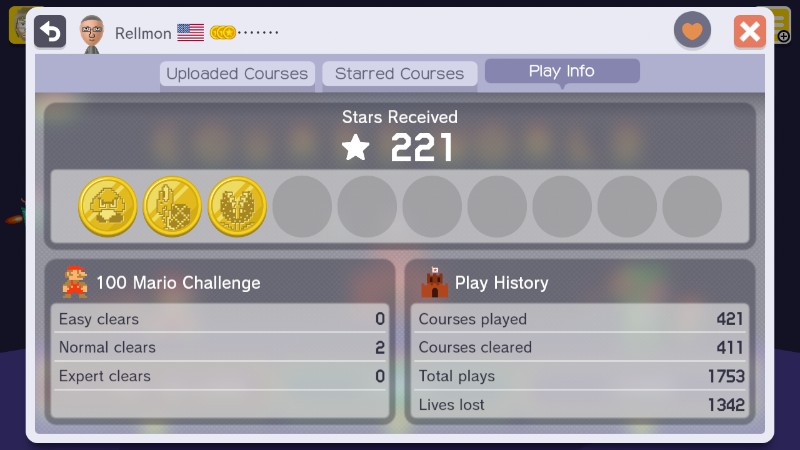 Rellmon
Uploaded Courses
Starred Courses
Play Info
Stars Received
221
100 Mario Challenge
Easy clears 0
Normal clears 2
Expert clears 0
Play History
Courses played 421
Courses cleared 411
Total plays 1753
Lives lost 1342